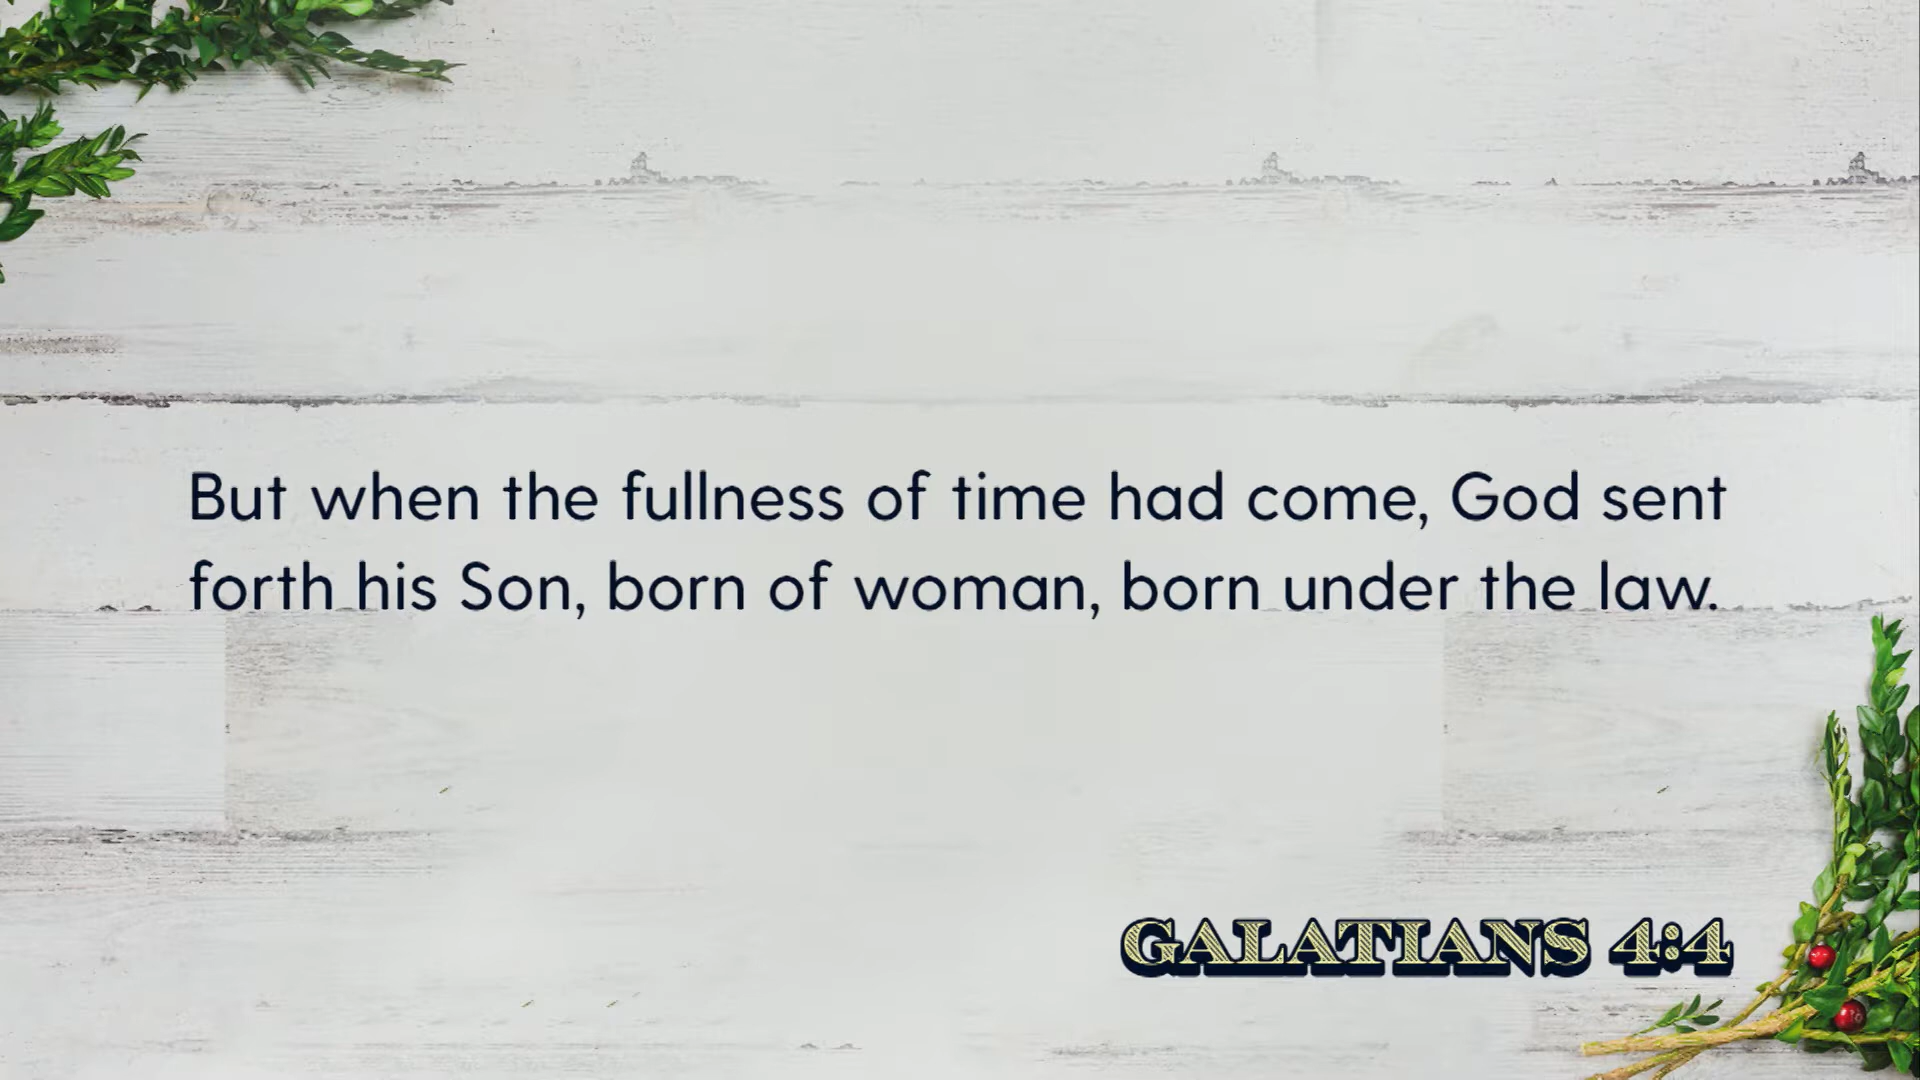 But when the fullness of time had come, God sent
forth his Son, born of woman, born under the law.
GALATIANS 4:4